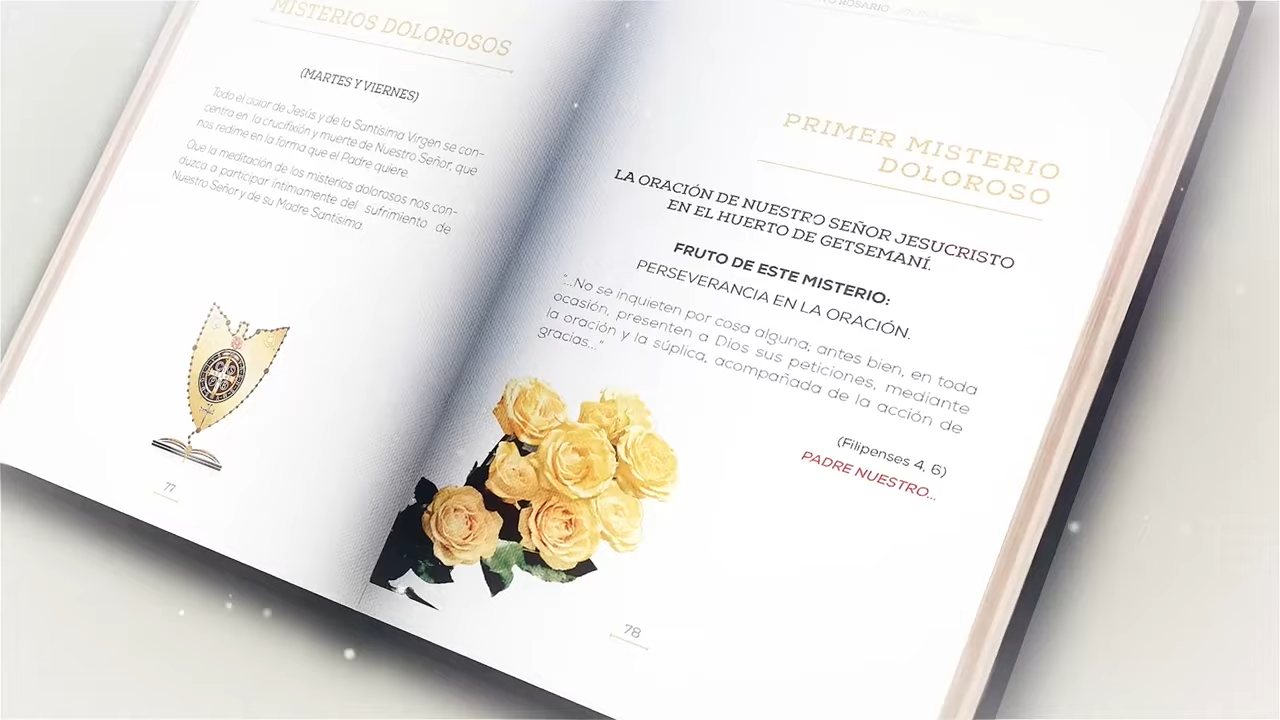 MISTERIOS DOLOROSOS
(MARTES Y VIERNES)
Todo el dolor de Jesús y de la Santísima Virgen se con-
centra en la crucifixión y muerte de Nuestro Señor, que
nos redime en la forma que el Padre quiere.
Que la meditación de los misterios dolorosos nos con-
duzca a participar íntimamente del sufrimiento de
Nuestro Señor y de su Madre Santísima.
77
ROSARIO
PRIMER MISTERIO
DOLOROSO
LA ORACIÓN DE NUESTRO SEÑOR JESUCRISTO
EN EL HUERTO DE GETSEMANÍ.
FRUTO DE ESTE MISTERIO:
PERSEVERANCIA EN LA ORACIÓN.
“...No se inquieten por cosa alguna; antes bien, en toda
ocasión, presenten a Dios sus peticiones, mediante
la oración y la súplica, acompañada de la acción de
gracias...”
(Filipenses 4, 6)
PADRE NUESTRO...
78